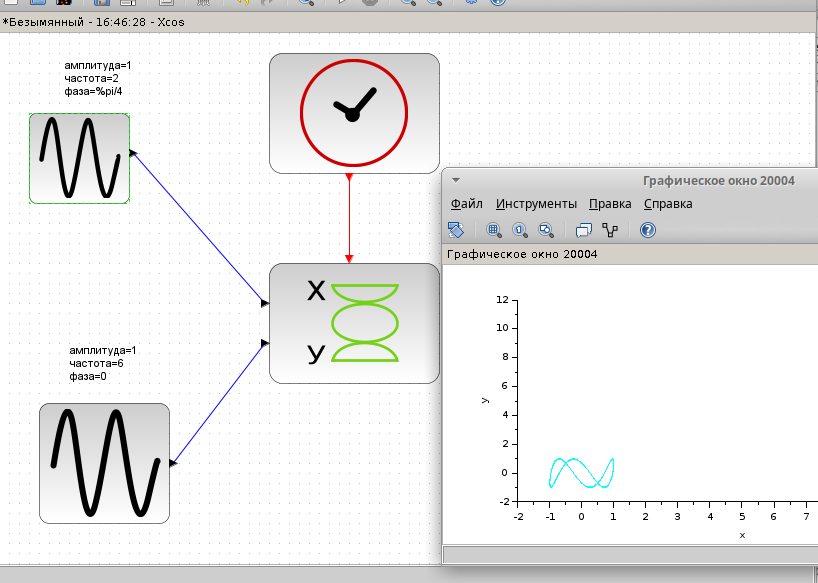 *Безымянный - 16:46:28 - Xcos
амплитуда=1
частота=2
фаза=%pi/4
X
У
амплитуда=1
частота=6
фаза=0
Графическое окно 20004
Файл Инструменты Правка Справка
Графическое окно 20004
12
10
8
6
4
2
0
-2
y
-2 -1 0 1 2 3 4 5 6 7
x